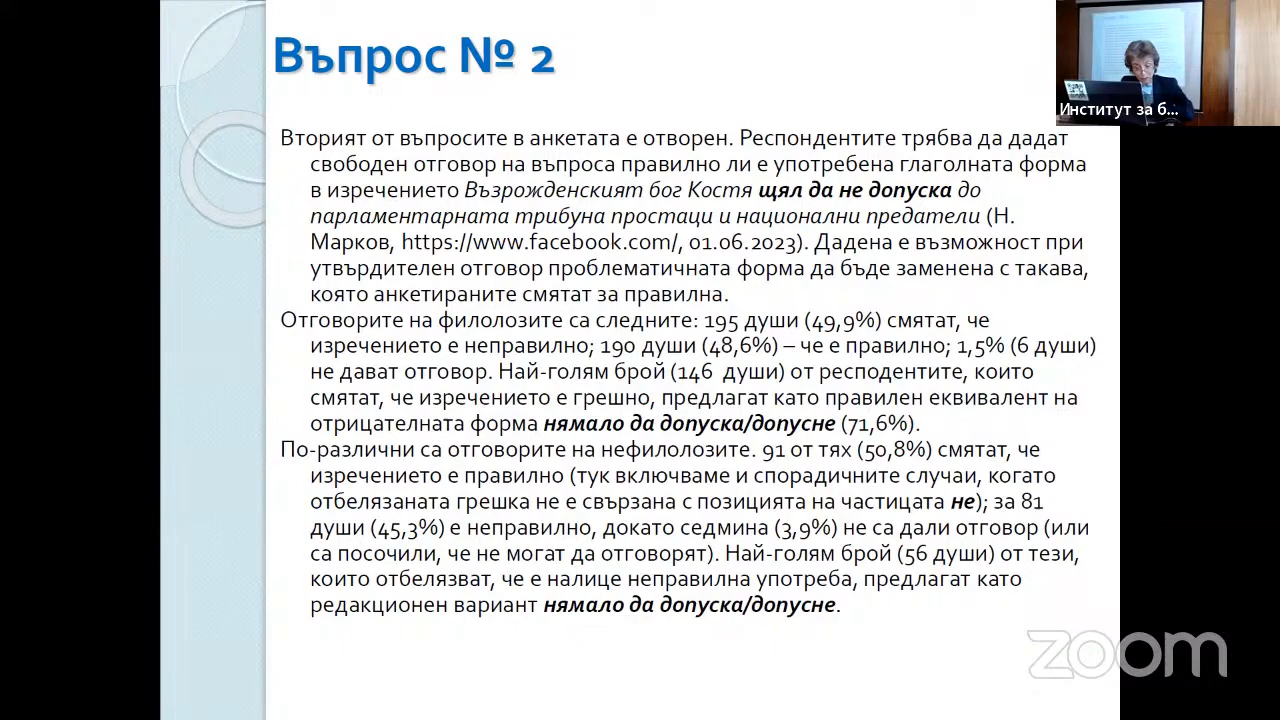 Въпрос № 2
Институт за б...
Вторият от въпросите в анкетата е отворен. Респондентите трябва да дадат
свободен отговор на въпроса правилно ли е употребена глаголната форма
в изречението Възрожденският бог Костя щял да не допуска до
парламентарната трибуна простаци и национални предатели (Н.
Марков, https://www.facebook.com/, 01.06.2023). Дадена е възможност при
утвърдителен отговор проблематичната форма да бъде заменена с такава,
която анкетираните смятат за правилна.
Отговорите на филолозите са следните: 195 души (49,9%) смятат, че
изречението е неправилно; 190 души (48,6%) – че е правилно; 1,5% (6 души)
не дават отговор. Най-голям брой (146 души) от респодентите, които
смятат, че изречението е грешно, предлагат като правилен еквивалент на
отрицателната форма нямало да допуска/допусне (71,6%).
По-различни са отговорите на нефилолозите. 91 от тях (50,8%) смятат, че
изречението е правилно (тук включваме и спорадичните случаи, когато
отбелязаната грешка не е свързана с позицията на частицата не); за 81
души (45,3%) е неправилно, докато седмина (3,9%) не са дали отговор (или
са посочили, че не могат да отговорят). Най-голям брой (56 души) от тези,
които отбелязват, че е налице неправилна употреба, предлагат като
редакционен вариант нямало да допуска/допусне.
zoom